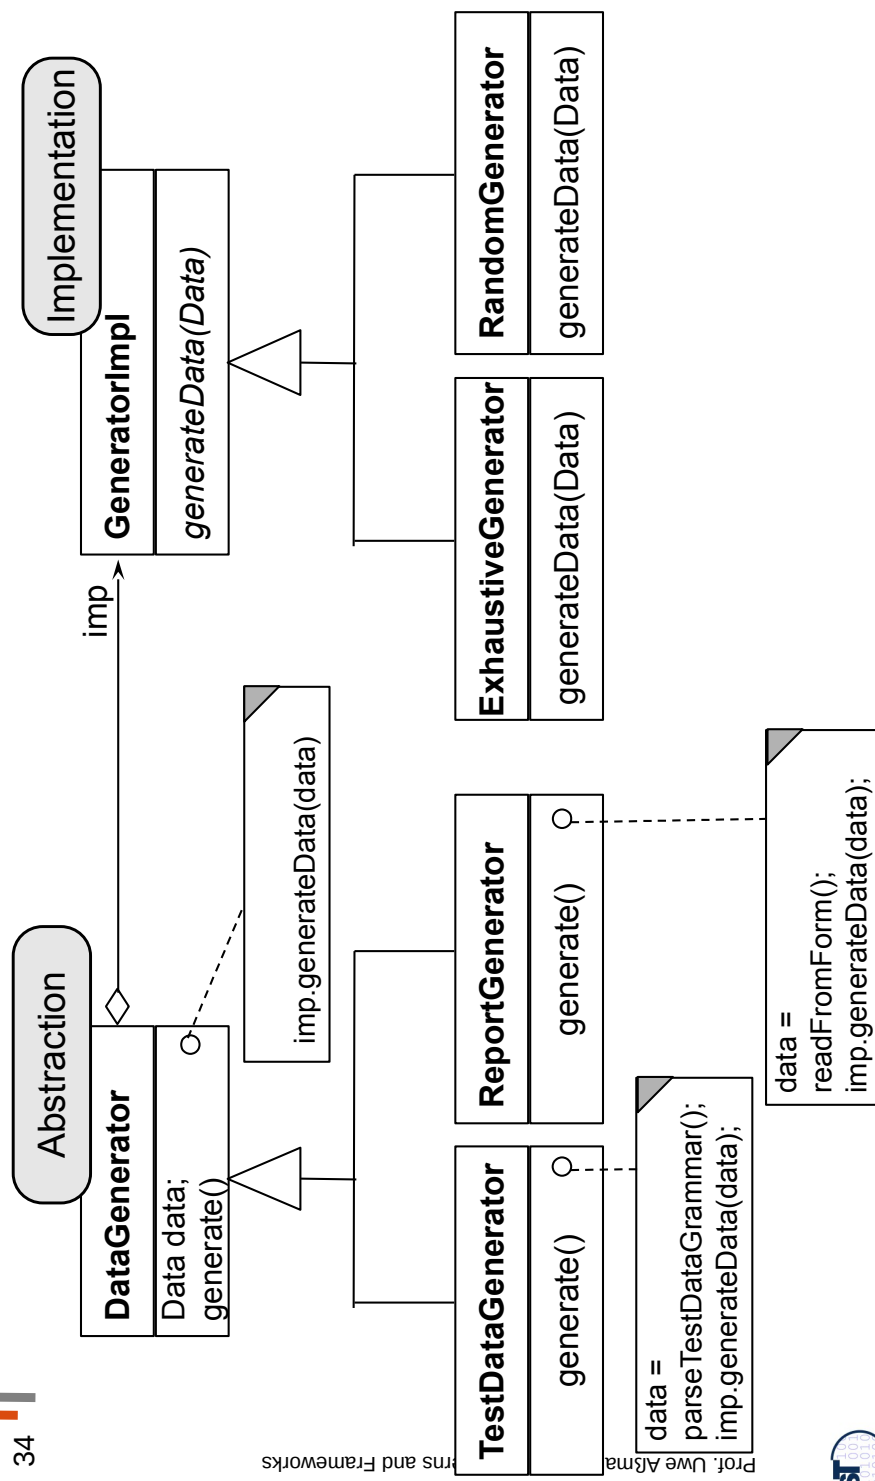 34
Abstraction
Implementation
imp
DataGenerator
Data data;
generate()
GeneratorImpl
generateData(Data)
imp.generateData(data)
TestDataGenerator
generate()
ReportGenerator
generate()
ExhaustiveGenerator
generateData(Data)
RandomGenerator
generateData(Data)
data =
parseTestDataGrammar();
imp.generateData(data);
data =
readFromForm();
imp.generateData(data);
Prof. Uwe Aßma
rns and Frameworks
ST